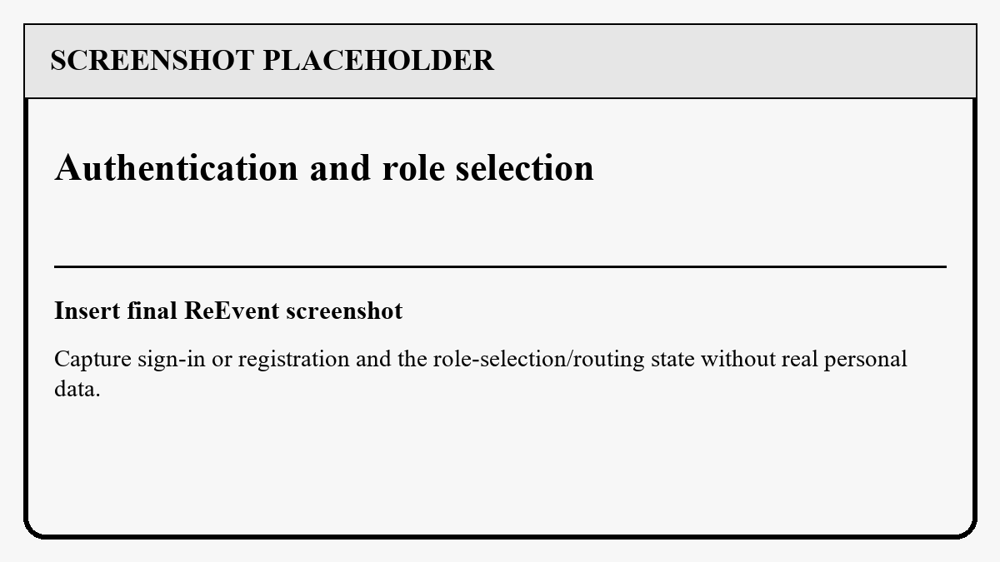 SCREENSHOT PLACEHOLDER
Authentication and role selection
Insert final ReEvent screenshot
Capture sign-in or registration and the role-selection/routing state without real personal
data.